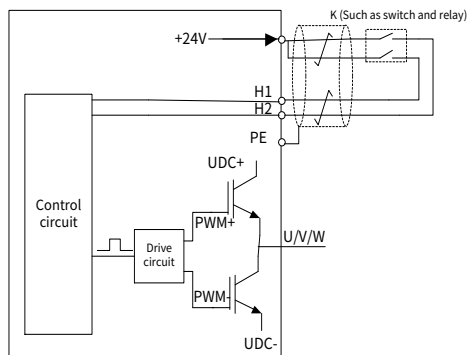 K (Such as switch and relay)
+24V
H1
H2
PE
UDC+
Control
circuit
PWM+
Drive
circuit
U/V/W
PWM-
UDC-